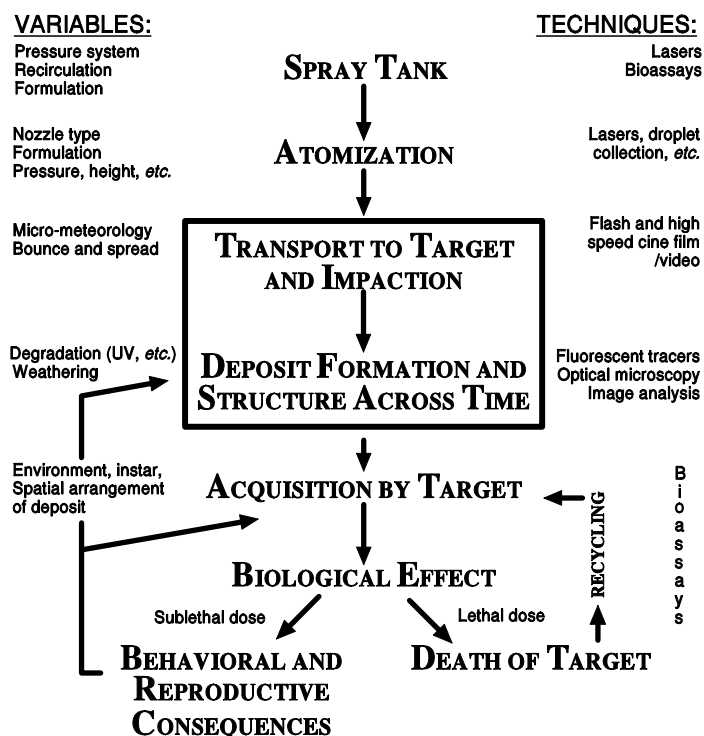 VARIABLES:
TECHNIQUES:
Pressure system
Recirculation
Formulation
SPRAY TANK
Lasers
Bioassays
Nozzle type
Formulation
Pressure, height, etc.
ATOMIZATION
Lasers, droplet
collection, etc.
Micro-meteorology
Bounce and spread
TRANSPORT TO TARGET
AND IMPACTION
Flash and high
speed cine film
/video
Degradation (UV, etc.)
Weathering
DEPOSIT FORMATION AND
STRUCTURE ACROSS TIME
Fluorescent tracers
Optical microscopy
Image analysis
Environment, instar,
Spatial arrangement
of deposit
ACQUISITION BY TARGET
RECYCLING
Bioassays
BIOLOGICAL EFFECT
Sublethal dose
Lethal dose
BEHAVIORAL AND
REPRODUCTIVE
CONSEQUENCES
DEATH OF TARGET